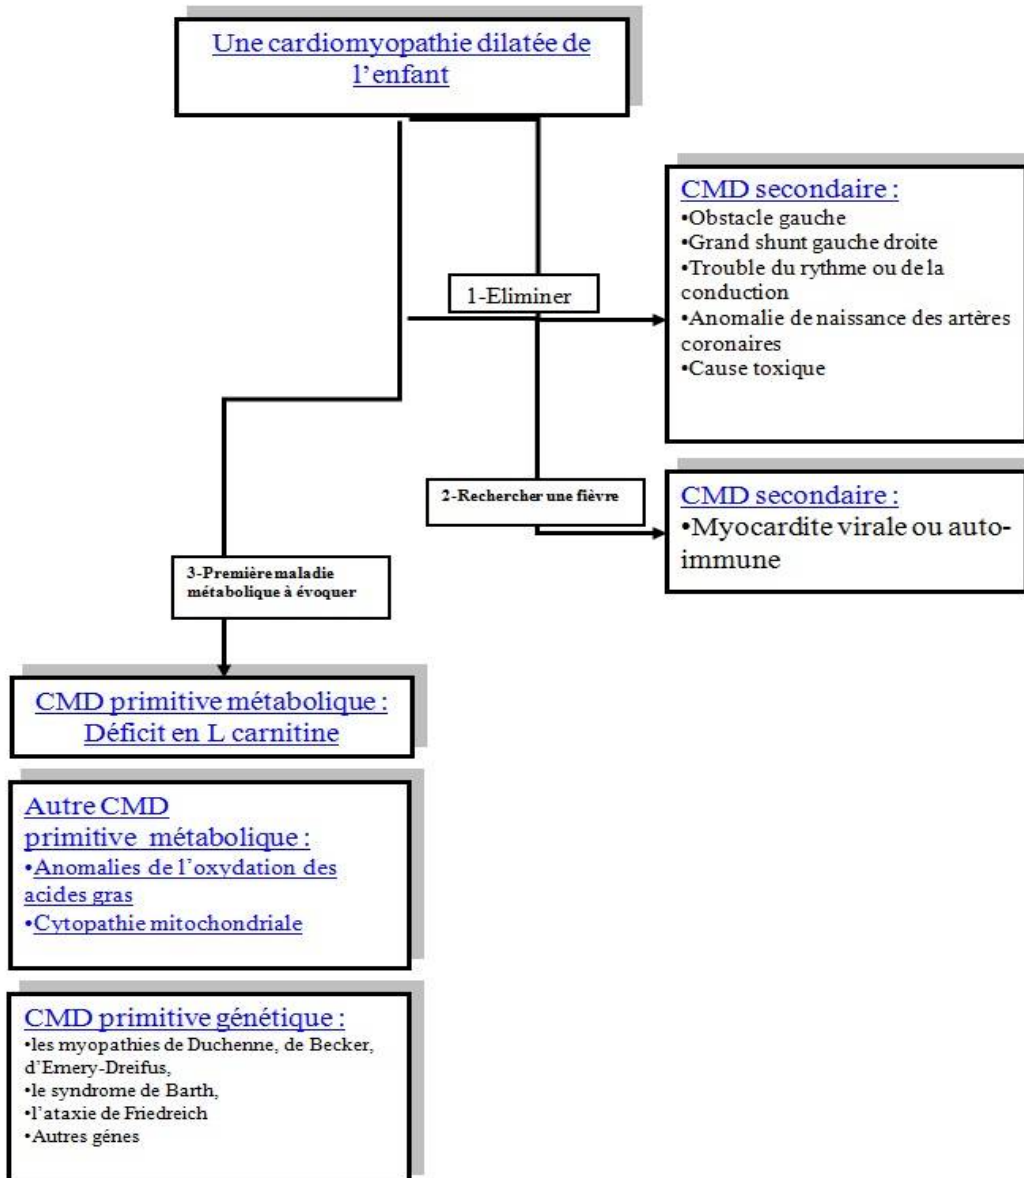 Une cardiomyopathie dilatée de
l’enfant
CMD secondaire :
•Obstacle gauche
•Grand shunt gauche droite
•Trouble du rythme ou de la
conduction
•Anomalie de naissance des artères
coronaires
•Cause toxique
1-Eliminer
2-Rechercher une fièvre
CMD secondaire :
•Myocardite virale ou auto-
immune
3-Première maladie
métabolique à évoquer
CMD primitive métabolique :
Déficit en L carnitine
Autre CMD
primitive métabolique :
•Anomalies de l’oxydation des
acides gras
•Cytopathie mitochondriale
CMD primitive génétique :
•les myopathies de Duchenne, de Becker,
d’Emery-Dreifus,
•le syndrome de Barth,
•l’ataxie de Friedreich
•Autres génes